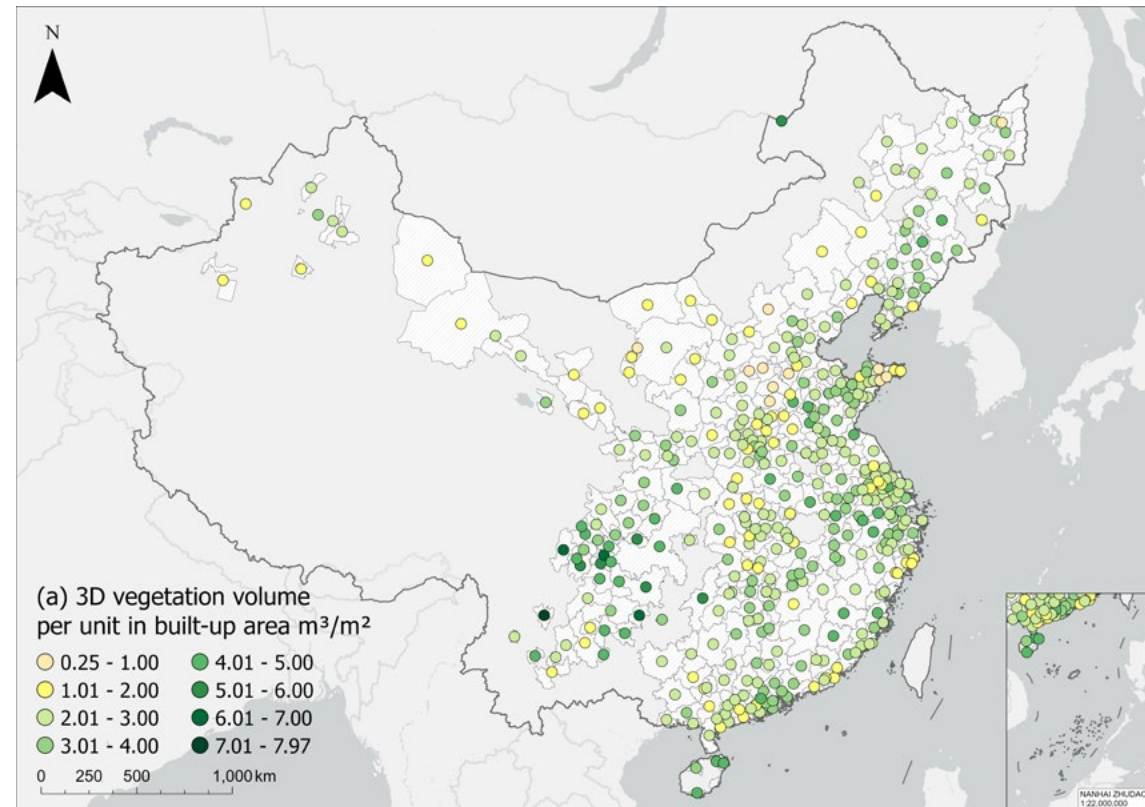 N
(a) 3D vegetation volume
per unit in built-up area m³/m²
0.25 - 1.00
1.01 - 2.00
2.01 - 3.00
3.01 - 4.00
4.01 - 5.00
5.01 - 6.00
6.01 - 7.00
7.01 - 7.97
0 250 500 1,000 km
NANHAI ZHUDAO
1:22,000,000